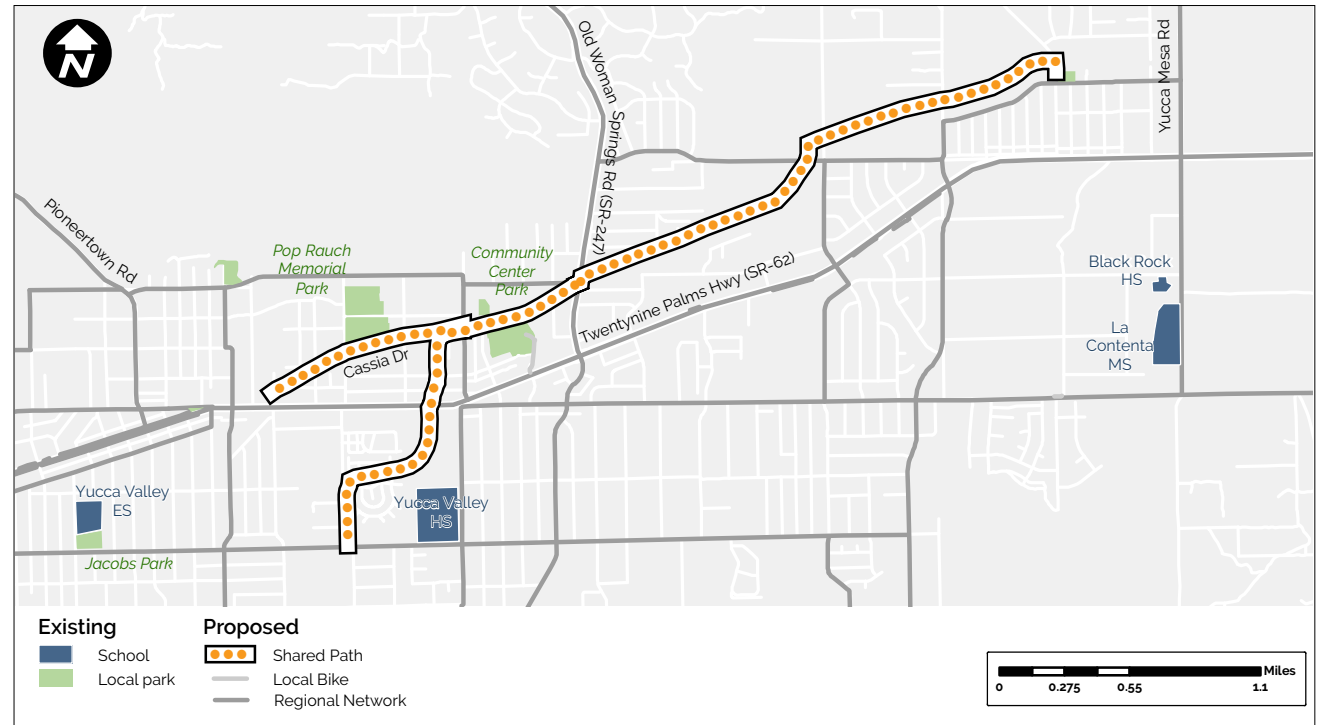 N
Old Woman Springs Rd (SR-247)
Yucca Mesa Rd
Pioneertown Rd
Pop Rauch
Memorial
Park
Community
Center
Park
Twentynine Palms Hwy (SR-62)
Black Rock
HS
La
Contenta
MS
Cassia Dr
Yucca Valley
ES
Yucca Valley
HS
Jacobs Park
Existing
School
Local park
Proposed
Shared Path
Local Bike
Regional Network
Miles
0 0.275 0.55 1.1